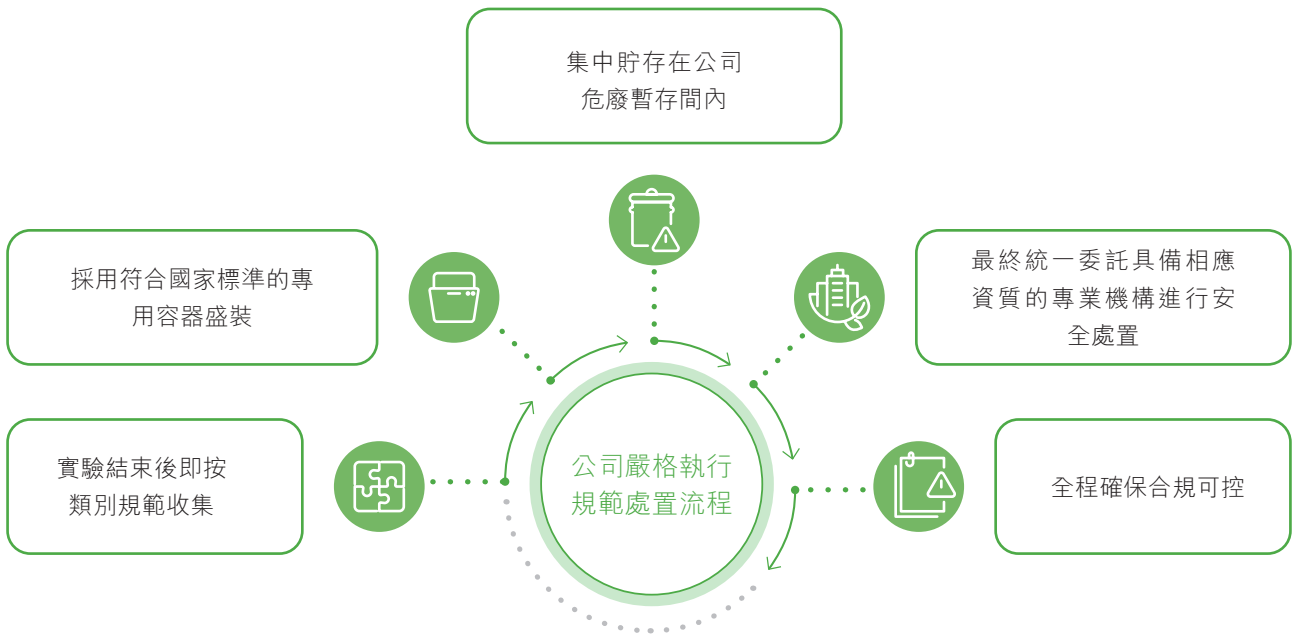 集中貯存在公司
危廢暫存間內
採用符合國家標準的專
用容器盛裝
最終統一委託具備相應
資質的專業機構進行安
全處置
實驗結束後即按
類別規範收集
公司嚴格執行
規範處置流程
全程確保合規可控